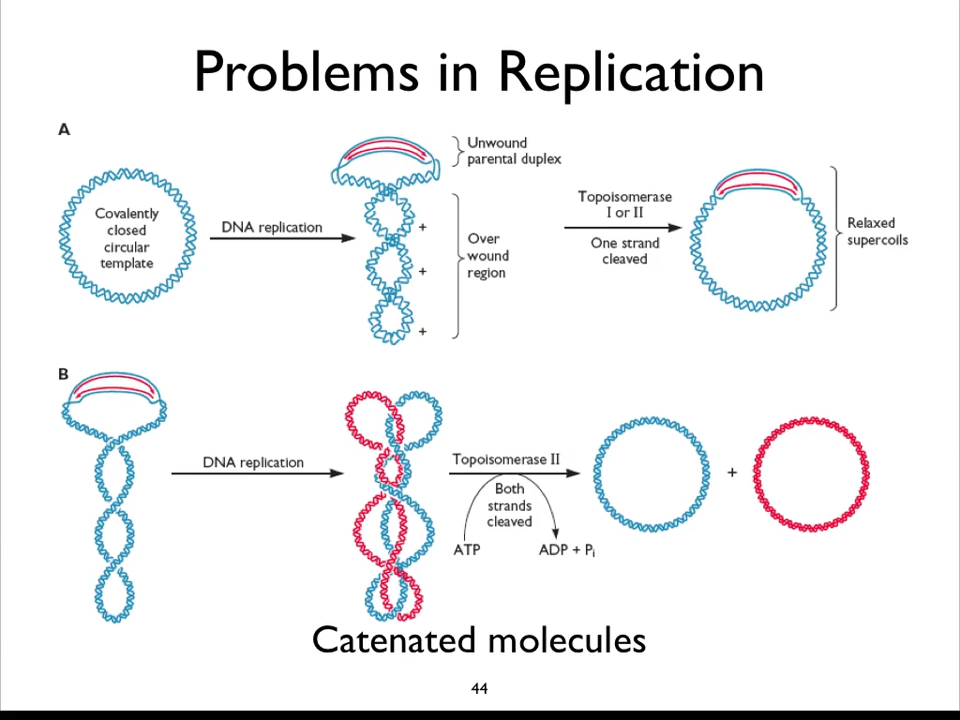 Problems in Replication
A
Covalently
closed
circular
template
DNA replication
Unwound
parental duplex
+
+
+
Over
wound
region
Topoisomerase
I or II
One strand
cleaved
Relaxed
supercoils
B
DNA replication
Topoisomerase II
Both
strands
cleaved
ATP
ADP + Pi
+
Catenated molecules
44